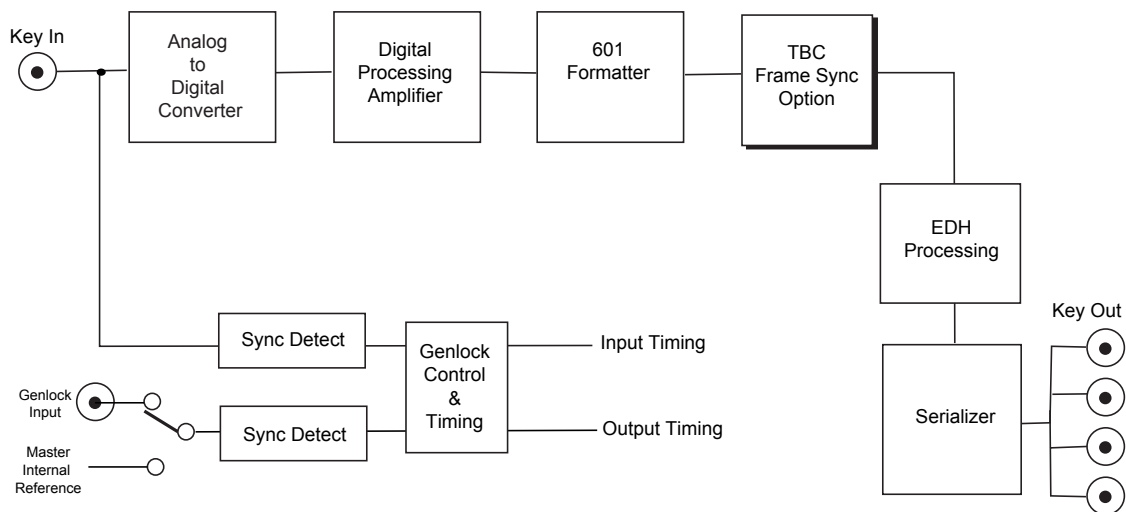 Key In
Analog
to
Digital
Converter
Digital
Processing
Amplifier
601
Formatter
TBC
Frame Sync
Option
EDH
Processing
Key Out
Sync Detect
Genlock
Control
&
Timing
Input Timing
Genlock
Input
Sync Detect
Output Timing
Serializer
Master
Internal
Reference